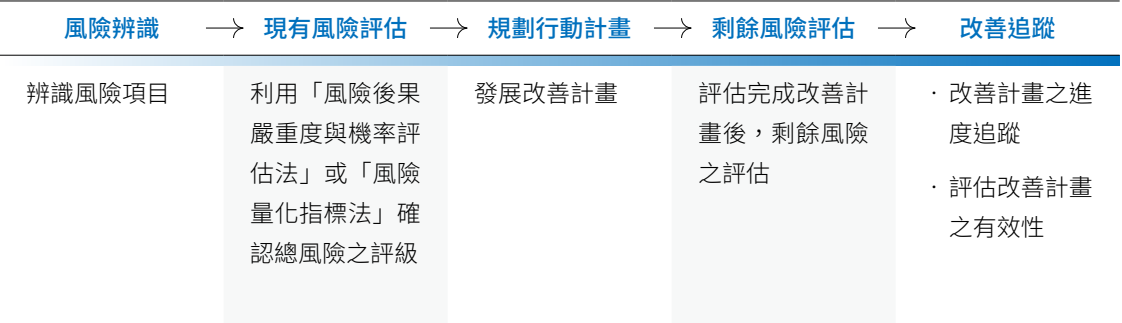 風險辨識 → 現有風險評估 → 規劃行動計畫 → 剩餘風險評估 → 改善追蹤
辨識風險項目
利用「風險後果
嚴重度與機率評
估法」或「風險
量化指標法」確
認總風險之評級
發展改善計畫
評估完成改善計
畫後,剩餘風險
之評估
· 改善計畫之進
度追蹤
· 評估改善計畫
之有效性